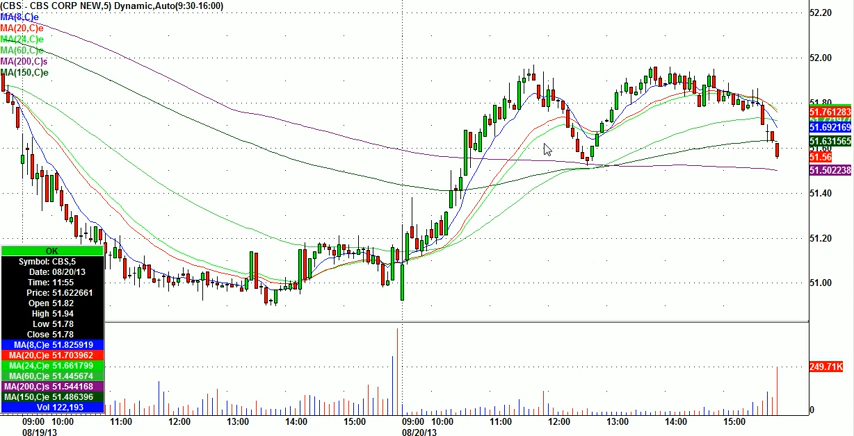 (CBS - CBS CORP NEW,5) Dynamic,Auto(9:30-16:00)
MA(8,C)e
MA(20,C)e
MA(24,C)e
MA(60,C)e
MA(200,C)s
MA(150,C)e
52.20
52.00
51.80
51.761283
51.692169
51.631565
51.60
51.56
51.502238
51.40
51.20
51.00
OK
Symbol: CBS,5
Date: 08/20/13
Time: 11:55
Price: 51.622661
Open 51.82
High 51.94
Low 51.78
Close 51.78
MA(8,C)e 51.825919
MA(20,C)e 51.703962
MA(24,C)e 51.661799
MA(60,C)e 51.445674
MA(200,C)s 51.544168
MA(150,C)e 51.486396
Vol 122,193
249.71K
0
09:00 10:00 11:00 12:00 13:00 14:00 15:00 09:00 10:00 11:00 12:00 13:00 14:00 15:00
08/19/13 08/20/13